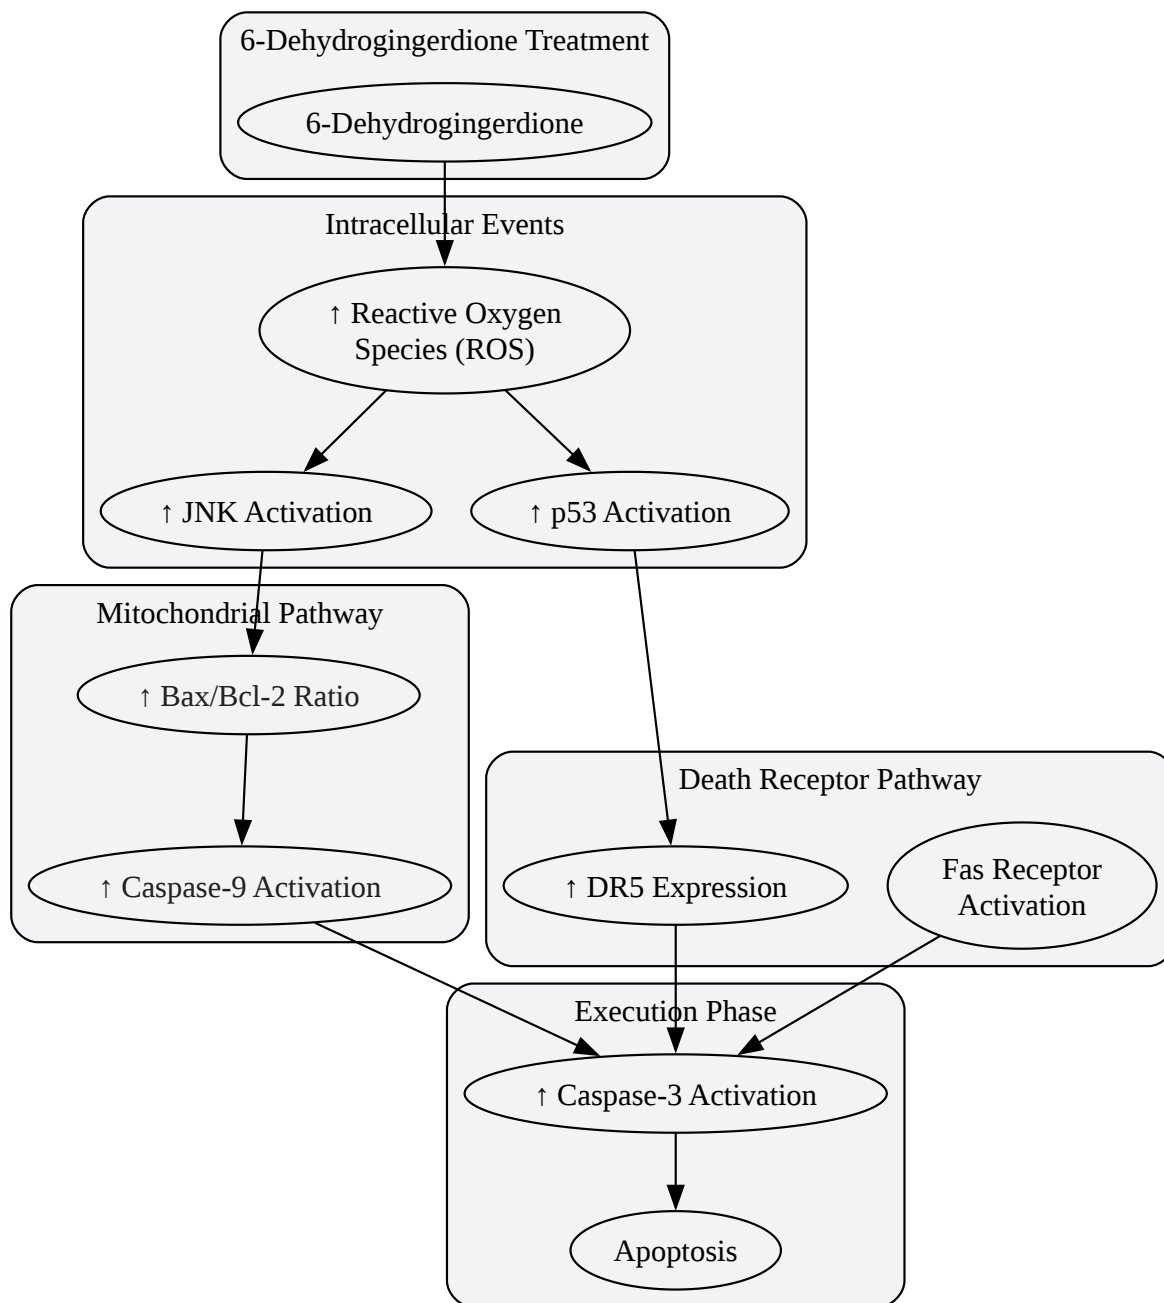 6-Dehydrogingerdione Treatment
6-Dehydrogingerdione
Intracellular Events
↑ Reactive Oxygen
Species (ROS)
↑ JNK Activation
↑ p53 Activation
Mitochondrial Pathway
↑ Bax/Bcl-2 Ratio
Death Receptor Pathway
↑ Caspase-9 Activation
↑ DR5 Expression
Fas Receptor
Activation
Execution Phase
↑ Caspase-3 Activation
Apoptosis